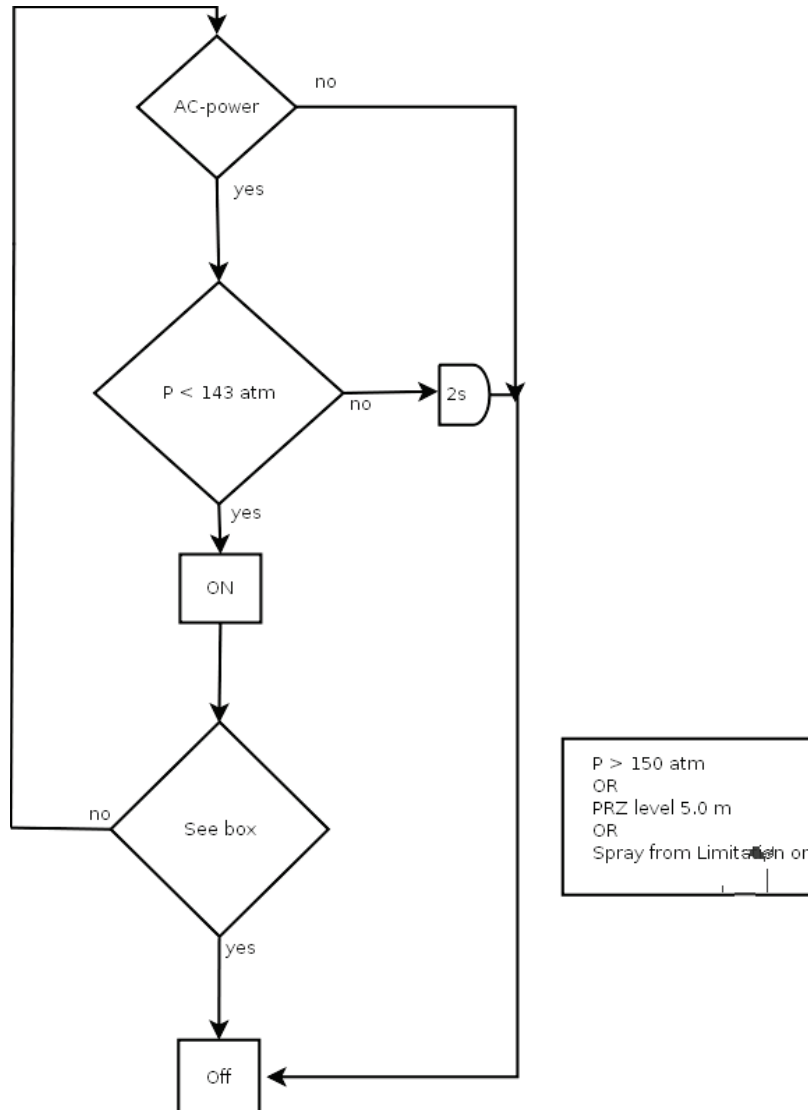 no
AC-power
yes
P < 143 atm
no
2s
yes
ON
P > 150 atm
OR
PRZ level 5.0 m
OR
Spray from on
no
See box
yes
Off